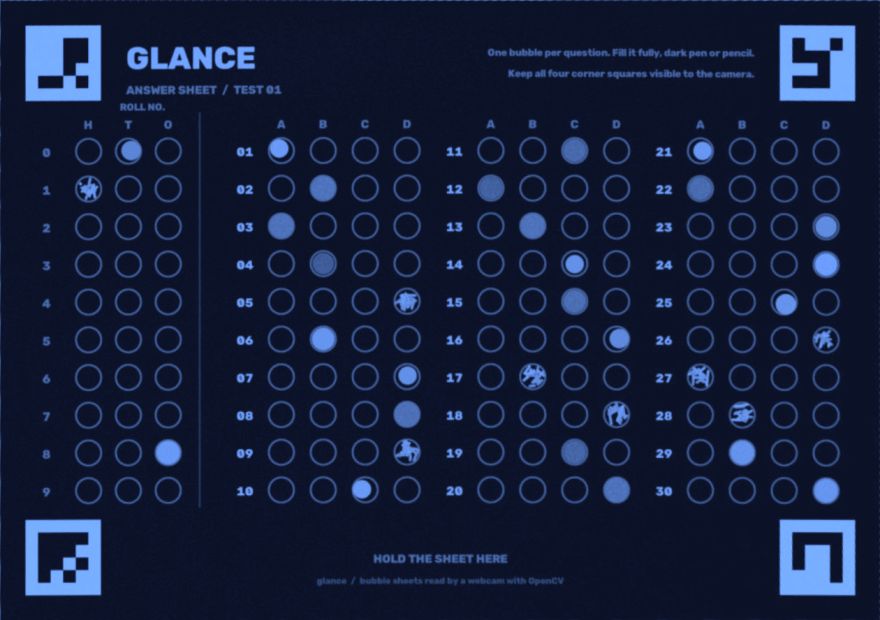 GLANCE
ANSWER SHEET / TEST 01
One bubble per question. Fill it fully, dark pen or pencil.
Keep all four corner squares visible to the camera.
ROLL NO.
H T O A B C D A B C D A B C D
0 01 11 21
1 02 12 22
2 03 13 23
3 04 14 24
4 05 15 25
5 06 16 26
6 07 17 27
7 08 18 28
8 09 19 29
9 10 20 30
HOLD THE SHEET HERE
glance / bubble sheets read by a webcam with OpenCV